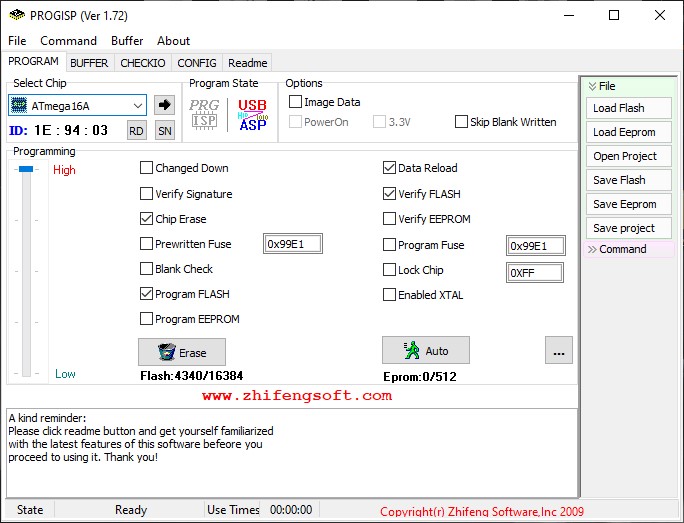 PROGISP (Ver 1.72)
File Command Buffer About
PROGRAM BUFFER CHECKIO CONFIG Readme
Select Chip
ATmega16A
ID: 1E : 94 : 03 RD SN
Program State
PRG ISP
USB ASP
Options
Image Data
PowerOn 3.3V Skip Blank Written
File
Load Flash
Load Eeprom
Open Project
Save Flash
Save Eeprom
Save project
Command
Programming
High
Low
Changed Down
Verify Signature
Chip Erase
Prewritten Fuse 0x99E1
Blank Check
Program FLASH
Program EEPROM
Erase
Flash:4340/16384
Data Reload
Verify FLASH
Verify EEPROM
Program Fuse 0x99E1
Lock Chip 0XFF
Enabled XTAL
Auto ...
Eprom:0/512
www.zhifengsoft.com
A kind reminder:
Please click readme button and get yourself familiarized
with the latest features of this software befeore you
proceed to using it. Thank you!
State Ready Use Times 00:00:00 Copyright(r) Zhifeng Software,Inc 2009